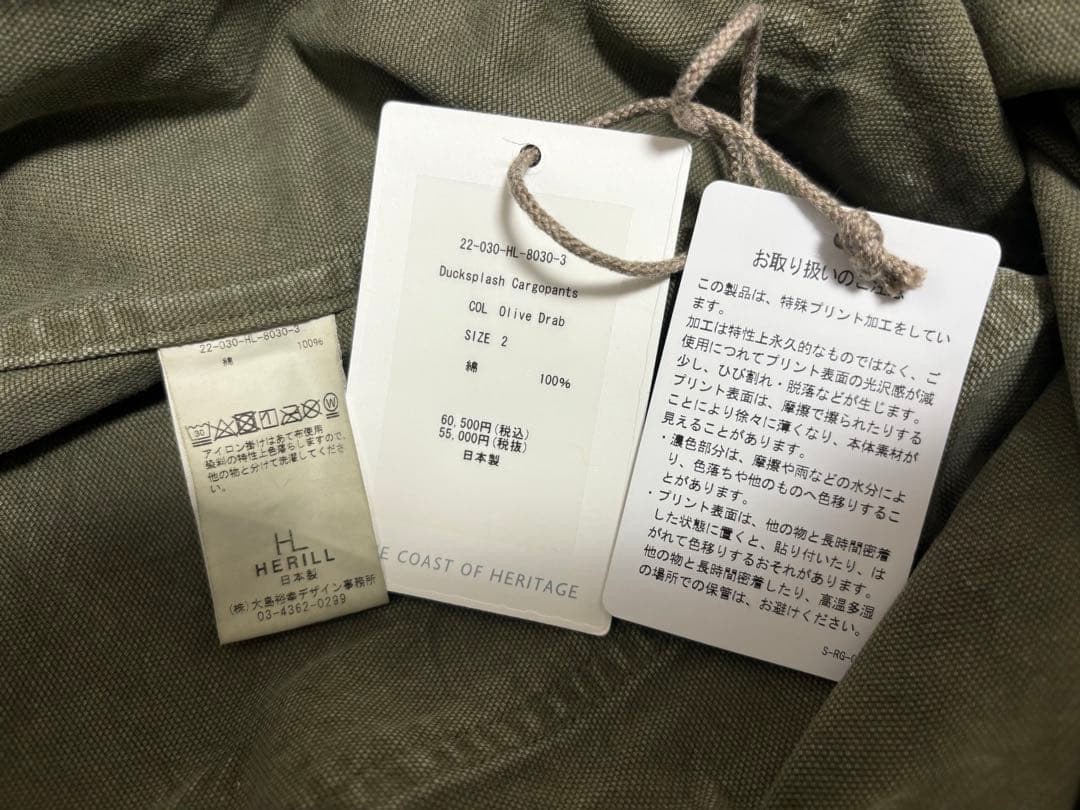 22-030-HL-8030-3
綿 100%
30
アイロン掛けはあて布使用
染料の特性上色落らしますので、
他の物と分けて洗濯してくださ
い。
HL
HERILL
日本製
(株)大島裕幸デザイン事務所
03-4362-0299
22-030-HL-8030-3
Ducksplash Cargopants
COL Olive Drab
SIZE 2
綿 100%
60.500円(税込)
55.000円(税抜)
日本製
E COAST OF HERITAGE
お取り扱いのご注
この製品は、特殊プリント加工をしてい
ます。
加工は特性上永久的なものではなく、ご
使用につれてプリント表面の光沢感が減
少し、ひび割れ・脱落などが生じます。
プリント表面は、摩擦で擦られたりする
ことにより徐々に薄くなり、本体素材が
見えることがあります。
・濃色部分は、摩擦や雨などの水分によ
り、色落ちや他のものへ色移りするこ
とがあります。
・プリント表面は、他の物と長時間密着
した状態に置くと、貼り付いたり、は
がれて色移りするおそれがあります。
他の物と長時間密着したり、高温多湿
の場所での保管は、お避けください。
S-RG-